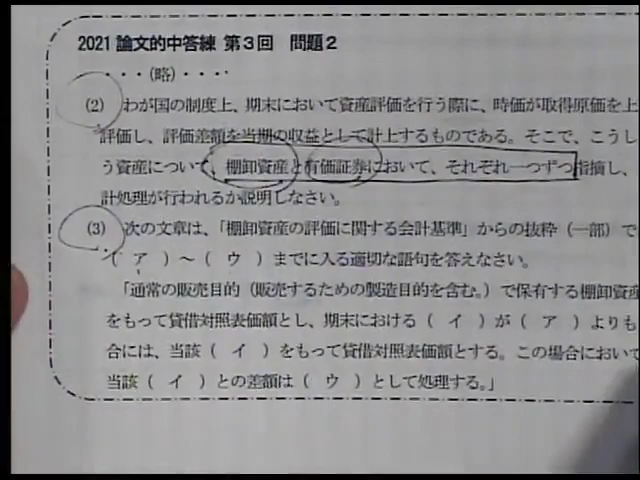 2021 論文的中答練 第3回 問題2
・・・(略)・・・・
(2) わが国の制度上、期末において資産評価を行う際に、時価が取得原価を上
評価し、評価差額を当期の収益として計上するものである。そこで、こうし
う資産について、棚卸資産と有価証券において、それぞれ一つずつ指摘し、
計処理が行われるか説明しなさい。
(3) 次の文章は、「棚卸資産の評価に関する会計基準」からの抜粋（一部）で
（ ア ）～（ ウ ）までに入る適切な語句を答えなさい。
「通常の販売目的（販売するための製造目的を含む。）で保有する棚卸資産
をもって貸借対照表価額とし、期末における（ イ ）が（ ア ）よりも
合には、当該（ イ ）をもって貸借対照表価額とする。この場合において
当該（ イ ）との差額は（ ウ ）として処理する。」